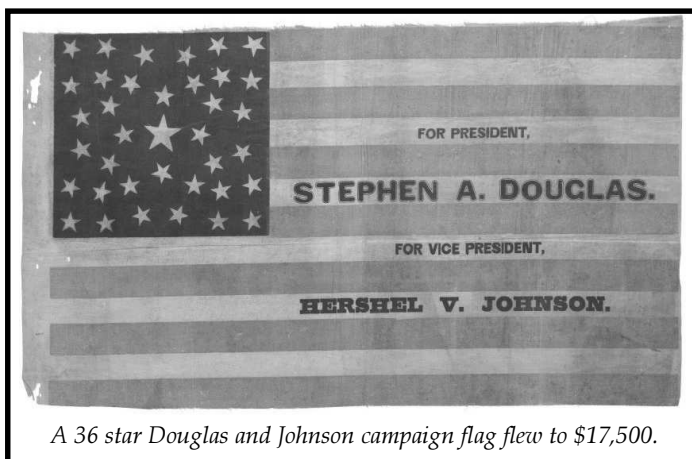 FOR PRESIDENT,
STEPHEN A. DOUGLAS.
FOR VICE PRESIDENT,
HERSHEL V. JOHNSON.
A 36 star Douglas and Johnson campaign flag flew to $17,500.